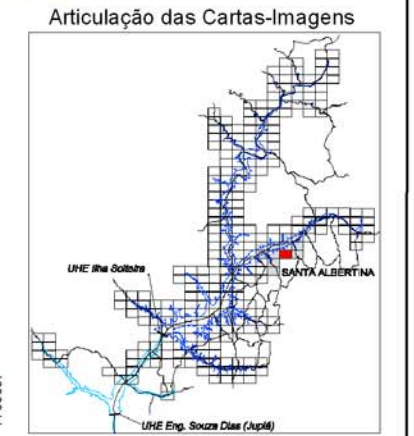 Articulação das Cartas-Imagens
UHE Ilha Solteira
SANTA ALBERTINA
UHE Eng. Souza Dias (Jupiá)